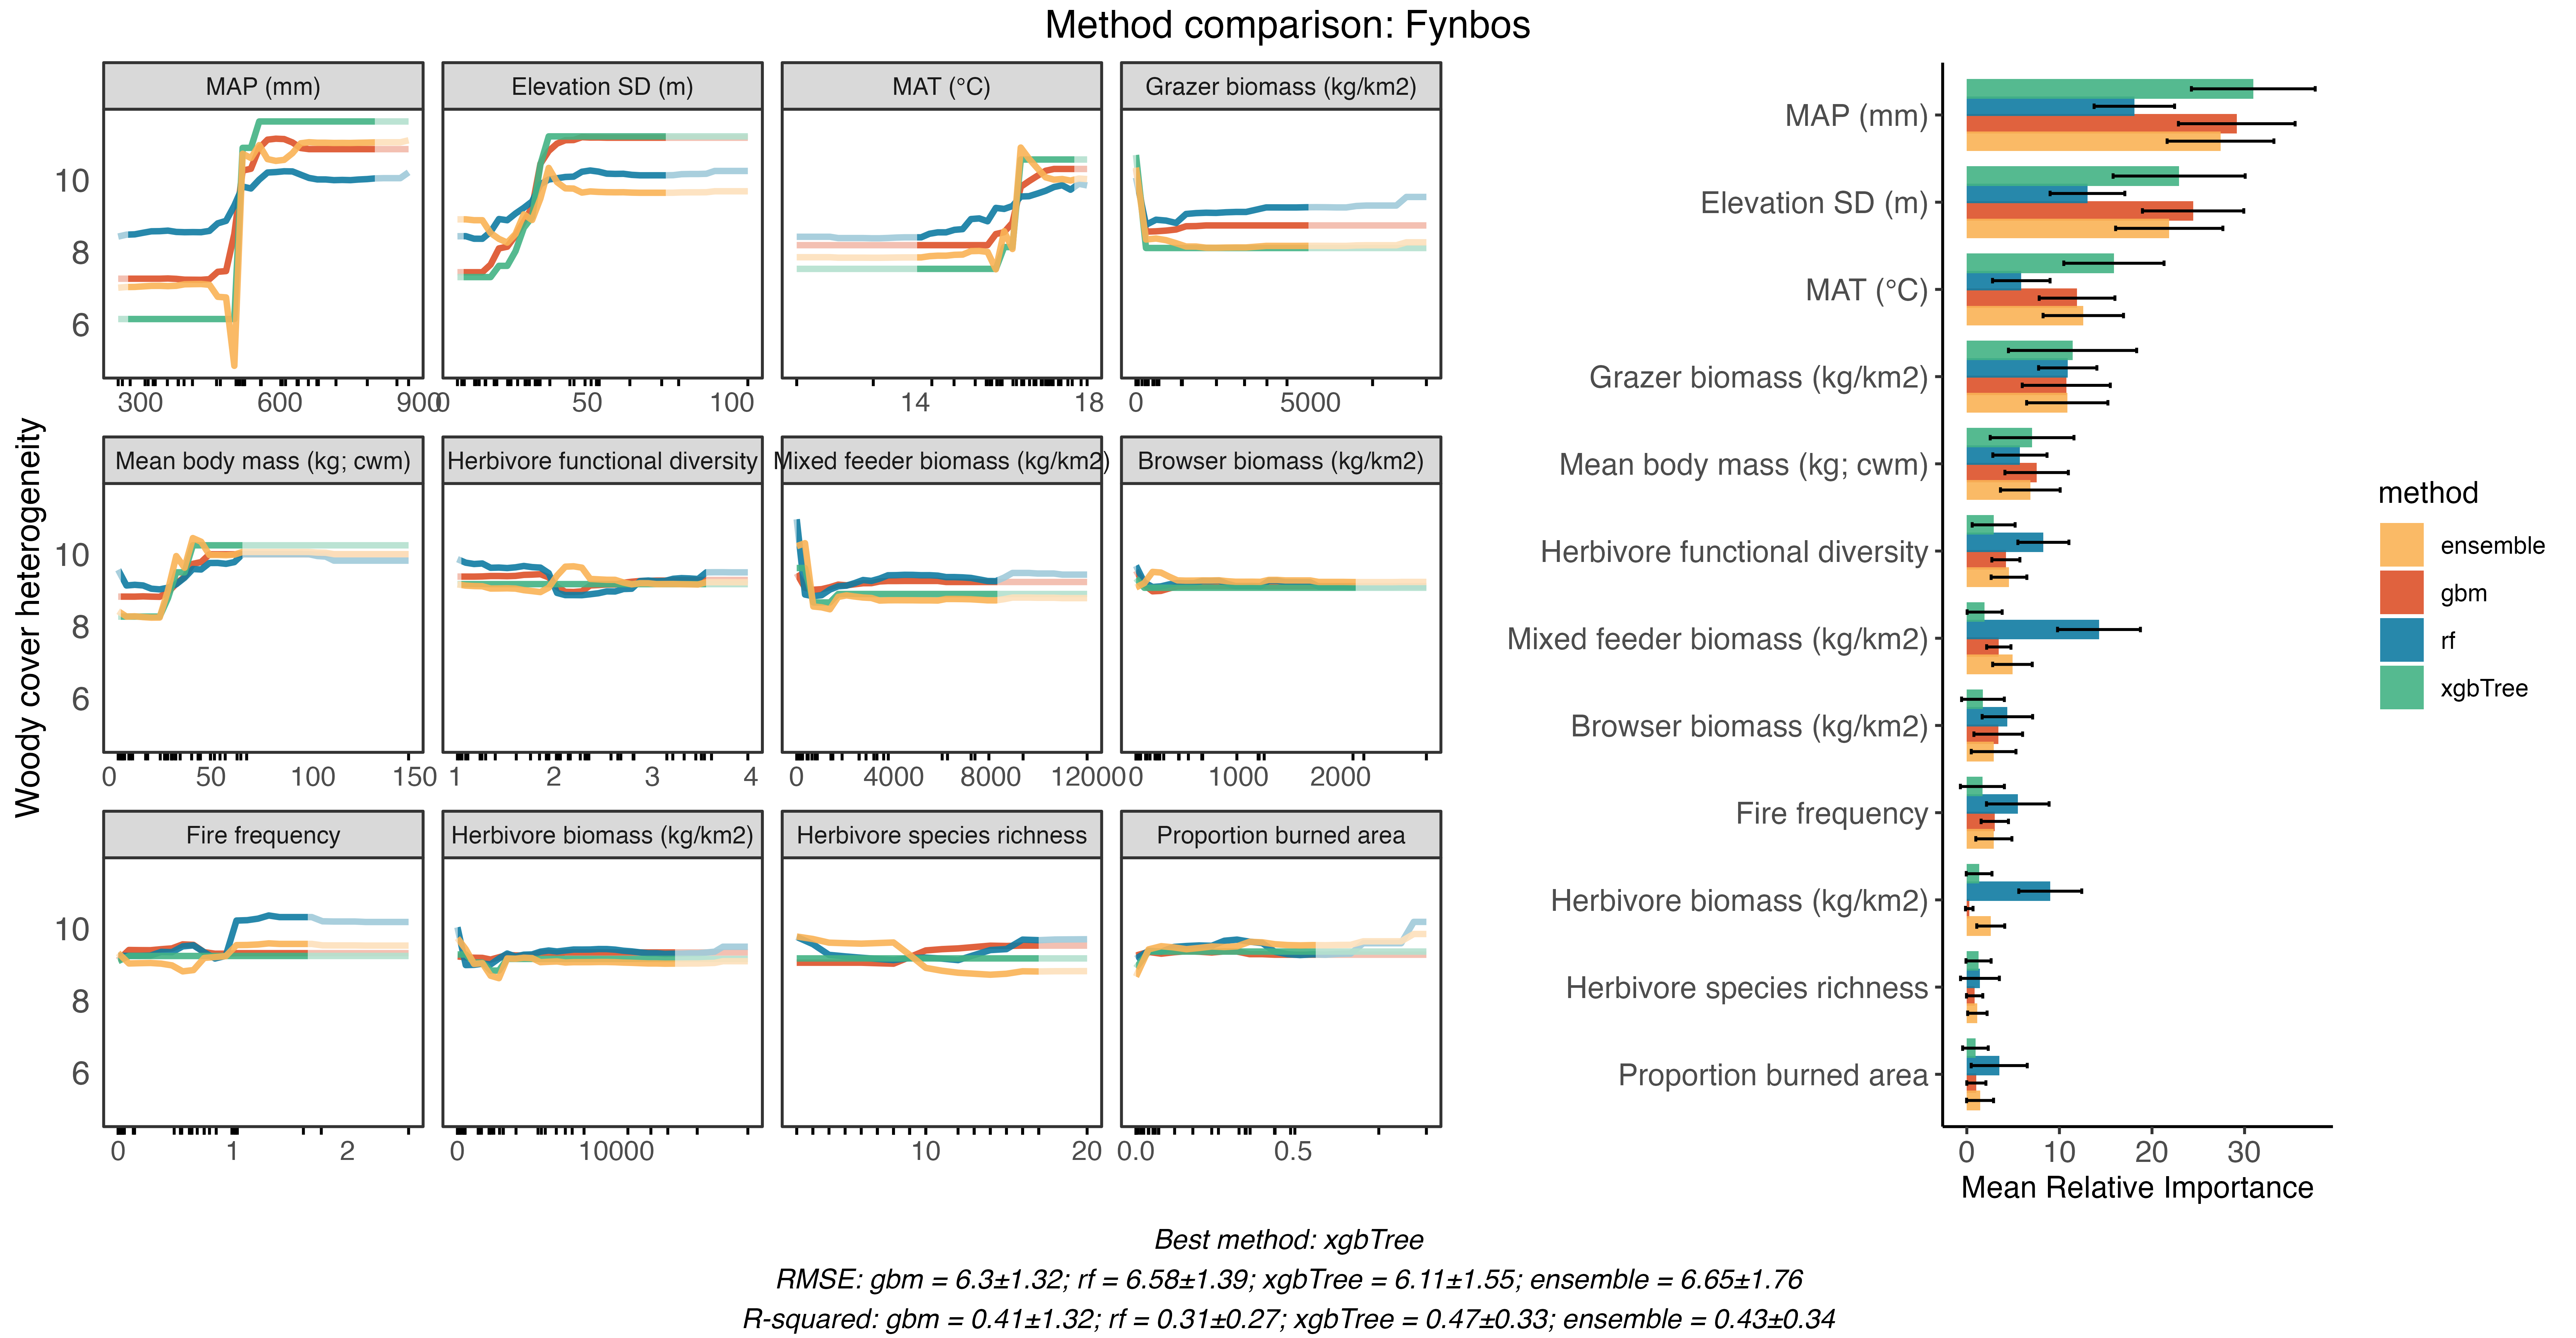 Method comparison: Fynbos
MAP (mm)
Elevation SD (m)
MAT (°C)
Grazer biomass (kg/km2)
10
8
6
300 600 900
0 50 100
14 18
0 5000
Mean body mass (kg; cwm)
Herbivore functional diversity
Mixed feeder biomass (kg/km2)
Browser biomass (kg/km2)
10
8
6
0 50 100 150
1 2 3 4
0 4000 8000 12000
0 1000 2000
Fire frequency
Herbivore biomass (kg/km2)
Herbivore species richness
Proportion burned area
10
8
6
0 1 2
0 10000
10 20
0.0 0.5
Woody cover heterogeneity
MAP (mm)
Elevation SD (m)
MAT (°C)
Grazer biomass (kg/km2)
Mean body mass (kg; cwm)
Herbivore functional diversity
Mixed feeder biomass (kg/km2)
Browser biomass (kg/km2)
Fire frequency
Herbivore biomass (kg/km2)
Herbivore species richness
Proportion burned area
0 10 20 30
Mean Relative Importance
method
ensemble
gbm
rf
xgbTree
Best method: xgbTree
RMSE: gbm = 6.3±1.32; rf = 6.58±1.39; xgbTree = 6.11±1.55; ensemble = 6.65±1.76
R-squared: gbm = 0.41±1.32; rf = 0.31±0.27; xgbTree = 0.47±0.33; ensemble = 0.43±0.34